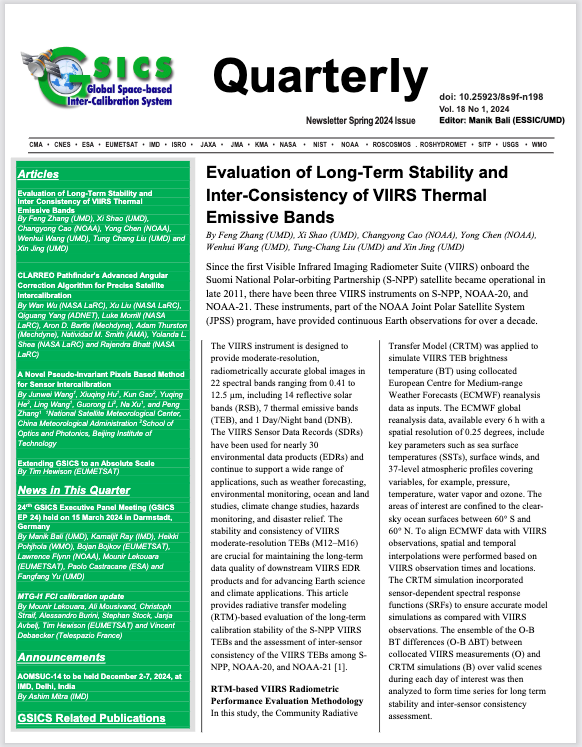 GSICS
Global Space-based
Inter-Calibration System
Quarterly
Newsletter Spring 2024 Issue
doi: 10.25923/8s9f-n198
Vol. 18 No 1, 2024
Editor: Manik Bali (ESSIC/UMD)
CMA • CNES • ESA • EUMETSAT • IMD • ISRO • JAXA • JMA • KMA • NASA • NIST • NOAA • ROSCOSMOS . ROSHYDROMET • SITP • USGS • WMO
Articles
Evaluation of Long-Term Stability and
Inter Consistency of VIIRS Thermal
Emissive Bands
By Feng Zhang (UMD), Xi Shao (UMD),
Changyong Cao (NOAA), Yong Chen (NOAA),
Wenhui Wang (UMD), Tung Chang Liu (UMD) and
Xin Jing (UMD)
CLARREO Pathfinder's Advanced Angular
Correction Algorithm for Precise Satellite
Intercalibration
By Wan Wu (NASA LaRC), Xu Liu (NASA LaRC),
Qiguang Yang (ADNET), Luke Morrill (NASA
LaRC), Aron D. Bartle (Mechdyne), Adam Thurston
(Mechdyne), Natividad M. Smith (AMA), Yolanda L.
Shea (NASA LaRC) and Rajendra Bhatt (NASA
LaRC)
A Novel Pseudo-Invariant Pixels Based Method
for Sensor Intercalibration
By Junwei Wang¹, Xiuqing Hu¹, Kun Gao², Yuqing
He², Ling Wang¹, Guorong Li², Na Xu¹, and Peng
Zhang¹ ¹National Satellite Meteorological Center,
China Meteorological Administration ²School of
Optics and Photonics, Beijing Institute of
Technology
Extending GSICS to an Absolute Scale
By Tim Hewison (EUMETSAT)
News in This Quarter
24ᵗʰ GSICS Executive Panel Meeting (GSICS
EP 24) held on 15 March 2024 in Darmstadt,
Germany
By Manik Bali (UMD), Kamaljit Ray (IMD), Heikki
Pohjhola (WMO), Bojan Bojkov (EUMETSAT),
Lawrence Flynn (NOAA), Mounir Lekouara
(EUMETSAT), Paolo Castracane (ESA) and
Fangfang Yu (UMD)
MTG-I1 FCI calibration update
By Mounir Lekouara, Ali Mousivand, Christoph
Straif, Alessandro Burini, Stephan Stock, Janja
Avbelj, Tim Hewison (EUMETSAT) and Vincent
Debaecker (Telespazio France)
Announcements
AOMSUC-14 to be held December 2-7, 2024, at
IMD, Delhi, India
By Ashim Mitra (IMD)
GSICS Related Publications
Evaluation of Long-Term Stability and
Inter-Consistency of VIIRS Thermal
Emissive Bands
By Feng Zhang (UMD), Xi Shao (UMD), Changyong Cao (NOAA), Yong Chen (NOAA),
Wenhui Wang (UMD), Tung-Chang Liu (UMD) and Xin Jing (UMD)
Since the first Visible Infrared Imaging Radiometer Suite (VIIRS) onboard the
Suomi National Polar-orbiting Partnership (S-NPP) satellite became operational in
late 2011, there have been three VIIRS instruments on S-NPP, NOAA-20, and
NOAA-21. These instruments, part of the NOAA Joint Polar Satellite System
(JPSS) program, have provided continuous Earth observations for over a decade.
The VIIRS instrument is designed to
provide moderate-resolution,
radiometrically accurate global images in
22 spectral bands ranging from 0.41 to
12.5 µm, including 14 reflective solar
bands (RSB), 7 thermal emissive bands
(TEB), and 1 Day/Night band (DNB).
The VIIRS Sensor Data Records (SDRs)
have been used for nearly 30
environmental data products (EDRs) and
continue to support a wide range of
applications, such as weather forecasting,
environmental monitoring, ocean and land
studies, climate change studies, hazards
monitoring, and disaster relief. The
stability and consistency of VIIRS
moderate-resolution TEBs (M12–M16)
are crucial for maintaining the long-term
data quality of downstream VIIRS EDR
products and for advancing Earth science
and climate applications. This article
provides radiative transfer modeling
(RTM)-based evaluation of the long-term
calibration stability of the S-NPP VIIRS
TEBs and the assessment of inter-sensor
consistency of the VIIRS TEBs among S-
NPP, NOAA-20, and NOAA-21 [1].
RTM-based VIIRS Radiometric
Performance Evaluation Methodology
In this study, the Community Radiative
Transfer Model (CRTM) was applied to
simulate VIIRS TEB brightness
temperature (BT) using collocated
European Centre for Medium-range
Weather Forecasts (ECMWF) reanalysis
data as inputs. The ECMWF global
reanalysis data, available every 6 h with a
spatial resolution of 0.25 degrees, include
key parameters such as sea surface
temperatures (SSTs), surface winds, and
37-level atmospheric profiles covering
variables, for example, pressure,
temperature, water vapor and ozone. The
areas of interest are confined to the clear-
sky ocean surfaces between 60° S and
60° N. To align ECMWF data with VIIRS
observations, spatial and temporal
interpolations were performed based on
VIIRS observation times and locations.
The CRTM simulation incorporated
sensor-dependent spectral response
functions (SRFs) to ensure accurate model
simulations as compared with VIIRS
observations. The ensemble of the O-B
BT differences (O-B ΔBT) between
collocated VIIRS measurements (O) and
CRTM simulations (B) over valid scenes
during each day of interest was then
analyzed to form time series for long term
stability and inter-sensor consistency
assessment.